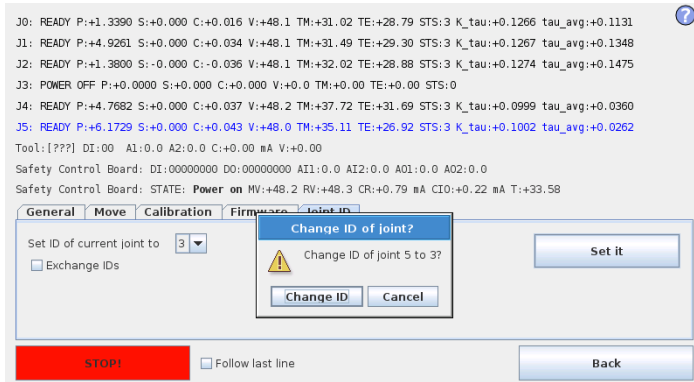 ?
J0: READY P:+1.3390 S:+0.000 C:+0.016 V:+48.1 TM:+31.02 TE:+28.79 STS:3 K_tau:+0.1266 tau_avg:+0.1131
J1: READY P:+4.9261 S:+0.000 C:+0.034 V:+48.1 TM:+31.49 TE:+29.30 STS:3 K_tau:+0.1267 tau_avg:+0.1348
J2: READY P:+1.3800 S:-0.000 C:-0.036 V:+48.1 TM:+32.02 TE:+28.88 STS:3 K_tau:+0.1274 tau_avg:+0.1475
J3: POWER OFF P:+0.0000 S:+0.000 C:+0.000 V:+0.0 TM:+0.00 TE:+0.00 STS:0
J4: READY P:+4.7682 S:+0.000 C:+0.037 V:+48.2 TM:+37.72 TE:+31.69 STS:3 K_tau:+0.0999 tau_avg:+0.0360
J5: READY P:+6.1729 S:+0.000 C:+0.043 V:+48.0 TM:+35.11 TE:+26.92 STS:3 K_tau:+0.1002 tau_avg:+0.0262
Tool:[???] DI:00 A1:0.0 A2:0.0 C:+0.00 mA V:+0.00
Safety Control Board: DI:00000000 DO:00000000 AI1:0.0 AI2:0.0 AO1:0.0 AO2:0.0
Safety Control Board: STATE: Power on MV:+48.2 RV:+48.3 CR:+0.79 mA CIO:+0.22 mA T:+33.58
General Move Calibration Firmware Joint ID
Change ID of joint?
Set ID of current joint to 3
Change ID of joint 5 to 3?
Set it
Exchange IDs
Change ID Cancel
STOP! Follow last line Back